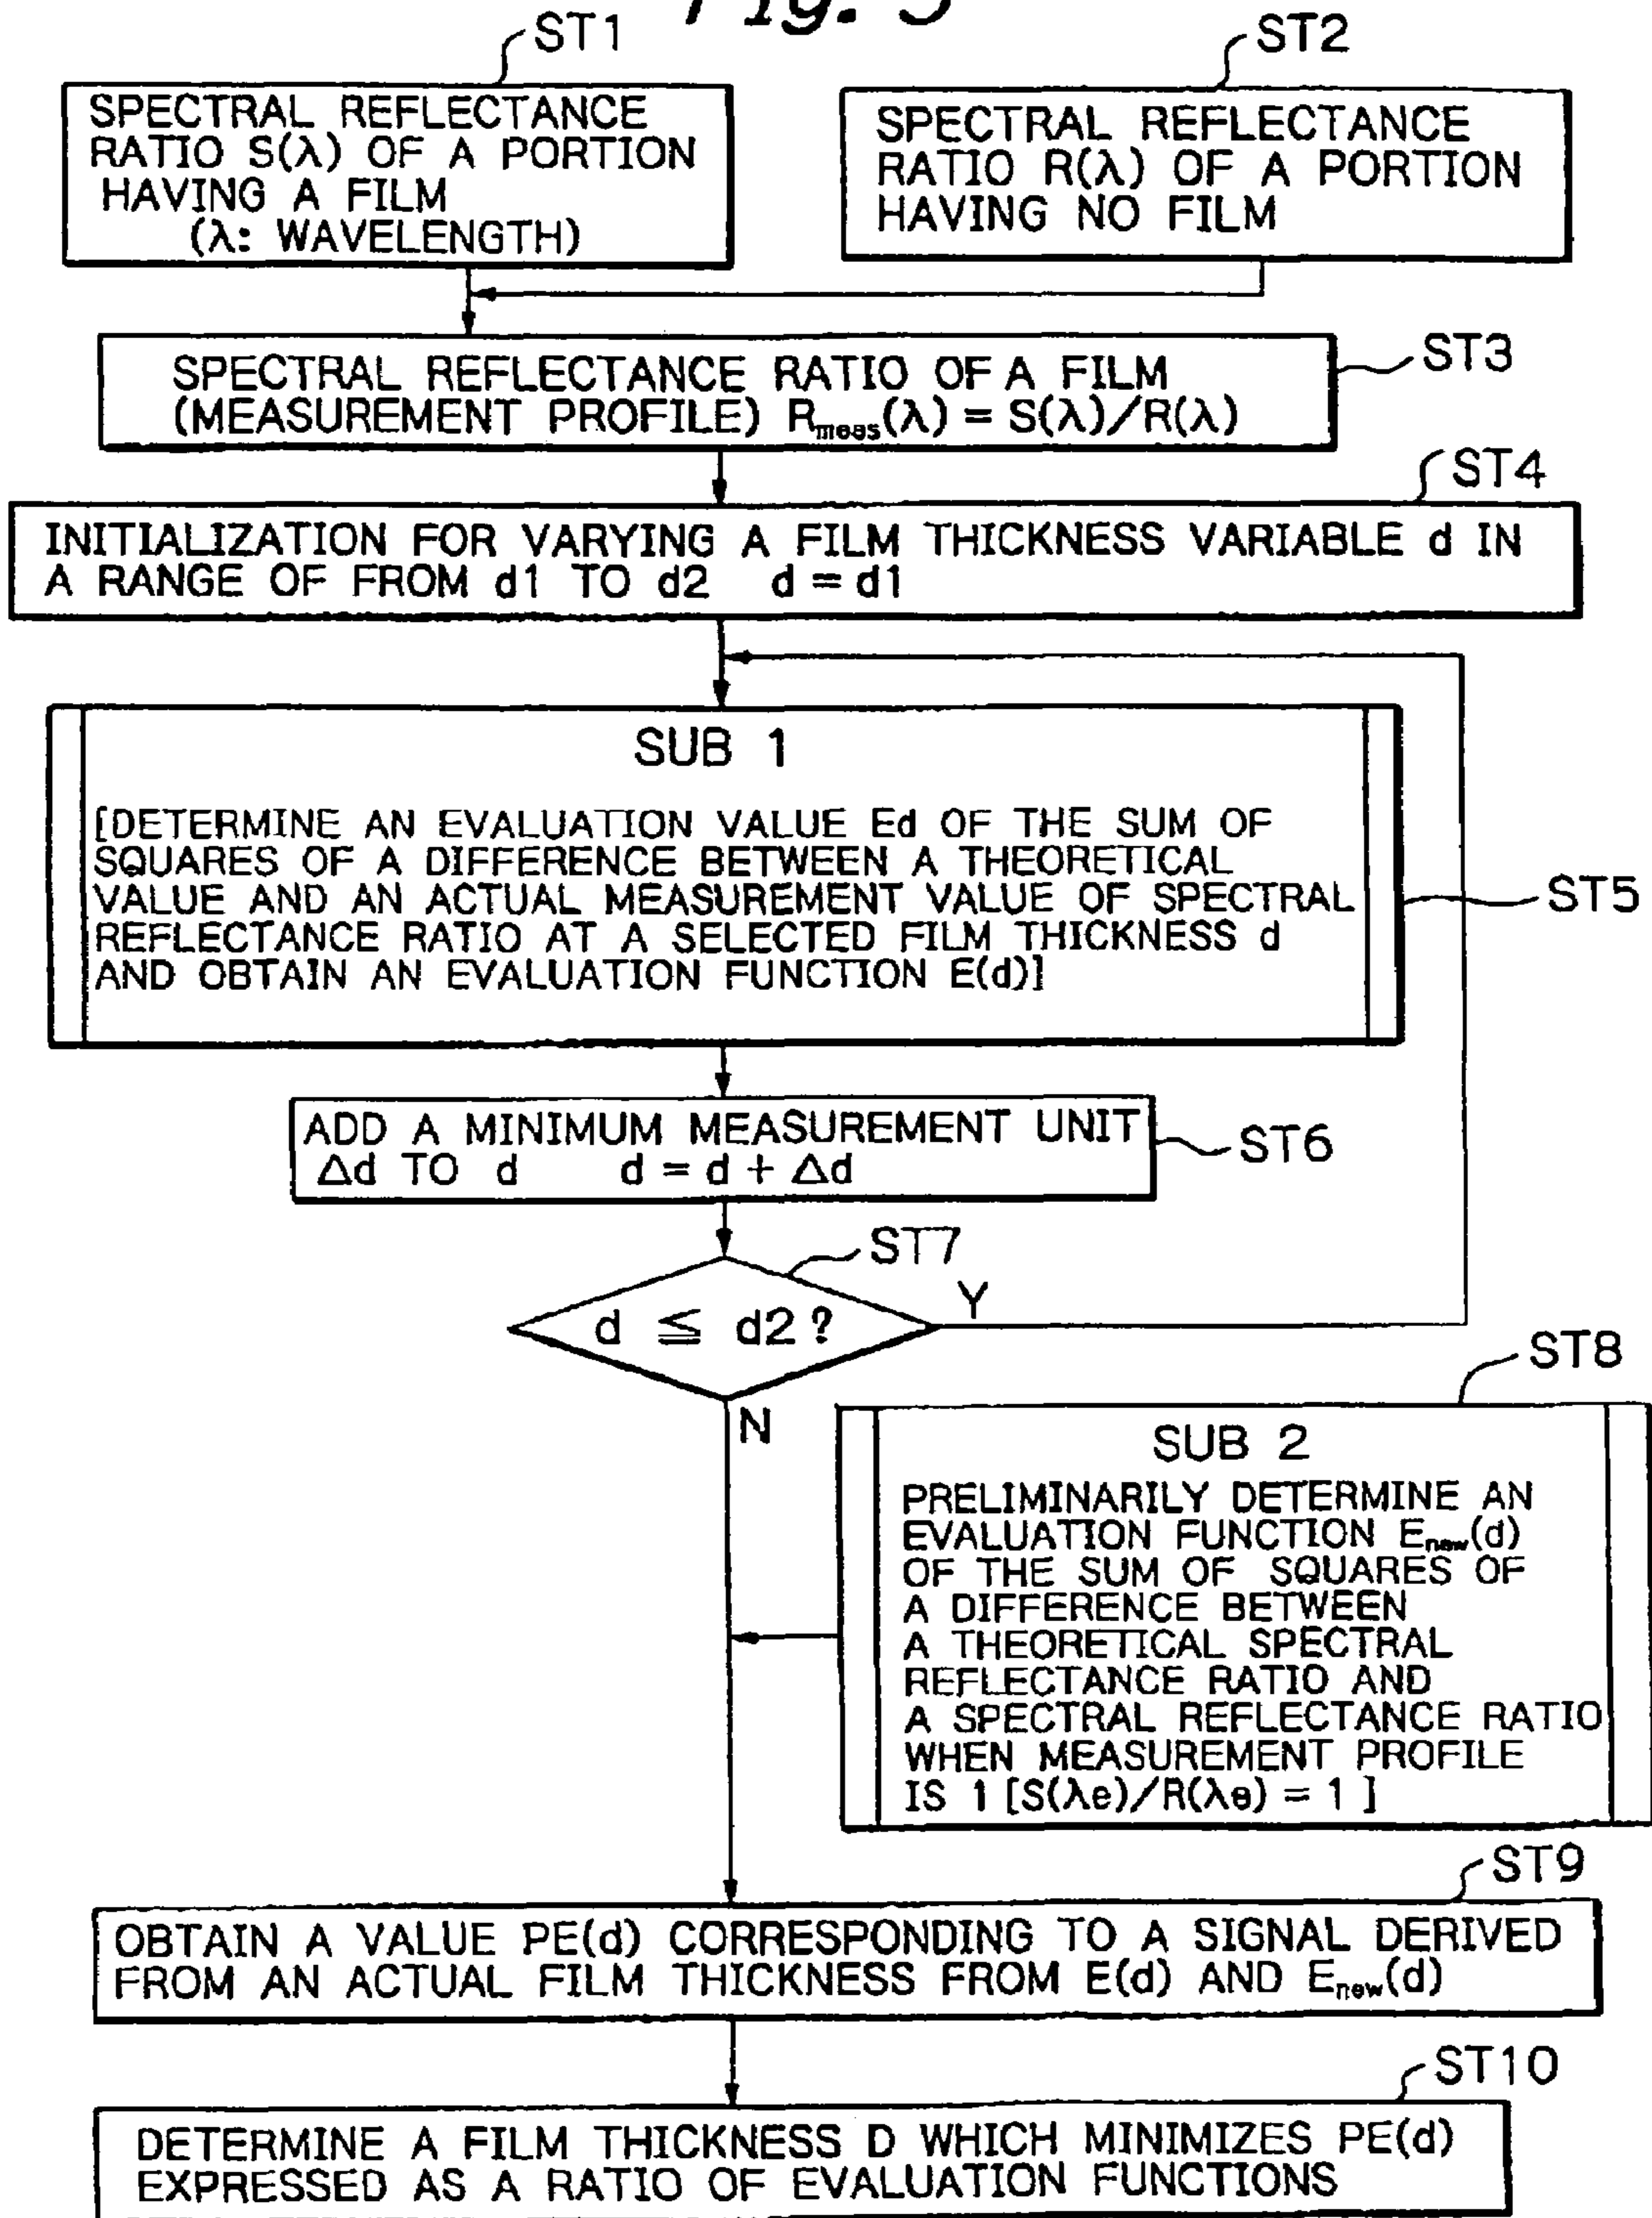 Fig. 5
ST1
SPECTRAL REFLECTANCE
RATIO S(λ) OF A PORTION
HAVING A FILM
(λ: WAVELENGTH)
ST2
SPECTRAL REFLECTANCE
RATIO R(λ) OF A PORTION
HAVING NO FILM
ST3
SPECTRAL REFLECTANCE RATIO OF A FILM
(MEASUREMENT PROFILE) Rmeas(λ) = S(λ)/R(λ)
ST4
INITIALIZATION FOR VARYING A FILM THICKNESS VARIABLE d IN
A RANGE OF FROM d1 TO d2 d = d1
SUB 1
[DETERMINE AN EVALUATION VALUE Ed OF THE SUM OF
SQUARES OF A DIFFERENCE BETWEEN A THEORETICAL
VALUE AND AN ACTUAL MEASUREMENT VALUE OF SPECTRAL
REFLECTANCE RATIO AT A SELECTED FILM THICKNESS d
AND OBTAIN AN EVALUATION FUNCTION E(d)]
ST5
ADD A MINIMUM MEASUREMENT UNIT
Δd TO d d = d + Δd
ST6
ST7
d ≦ d2?
Y
N
ST8
SUB 2
PRELIMINARILY DETERMINE AN
EVALUATION FUNCTION Enew(d)
OF THE SUM OF SQUARES OF
A DIFFERENCE BETWEEN
A THEORETICAL SPECTRAL
REFLECTANCE RATIO AND
A SPECTRAL REFLECTANCE RATIO
WHEN MEASUREMENT PROFILE
IS 1 [S(λe)/R(λe) = 1 ]
ST9
OBTAIN A VALUE PE(d) CORRESPONDING TO A SIGNAL DERIVED
FROM AN ACTUAL FILM THICKNESS FROM E(d) AND Enew(d)
ST10
DETERMINE A FILM THICKNESS D WHICH MINIMIZES PE(d)
EXPRESSED AS A RATIO OF EVALUATION FUNCTIONS